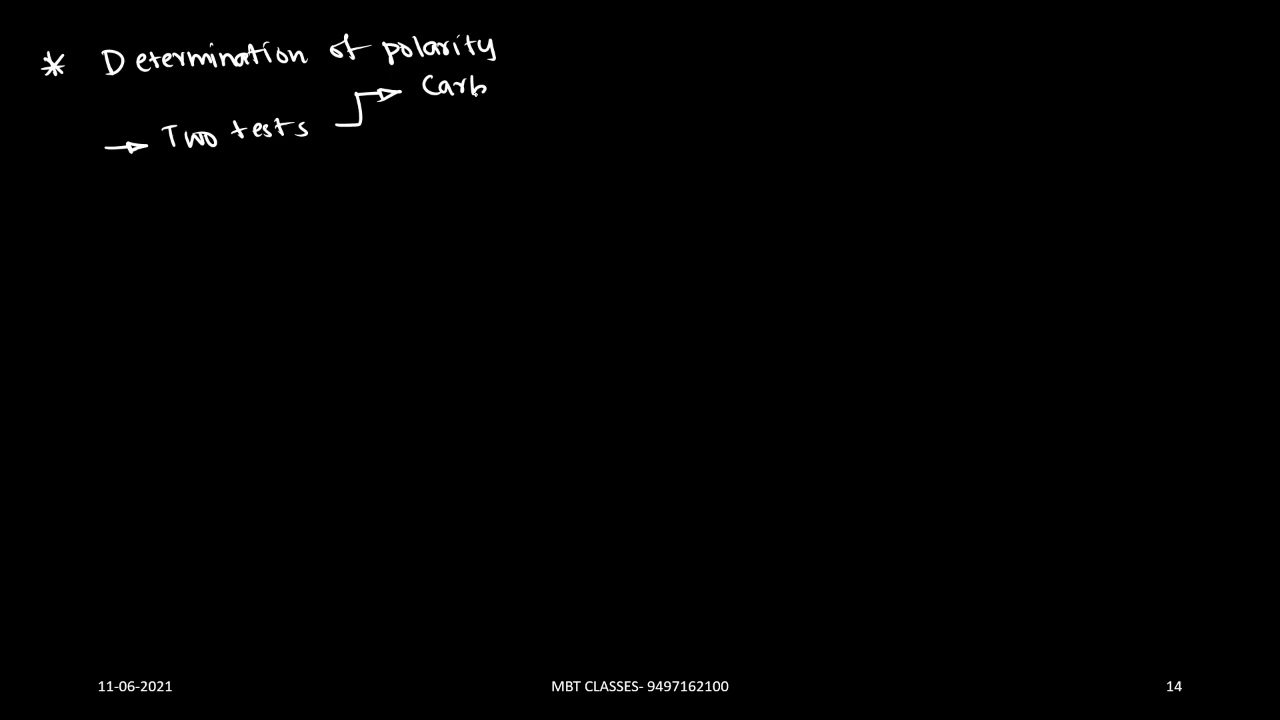 * Determination of polarity
Carb
→ Two tests
11-06-2021
MBT CLASSES- 9497162100
14